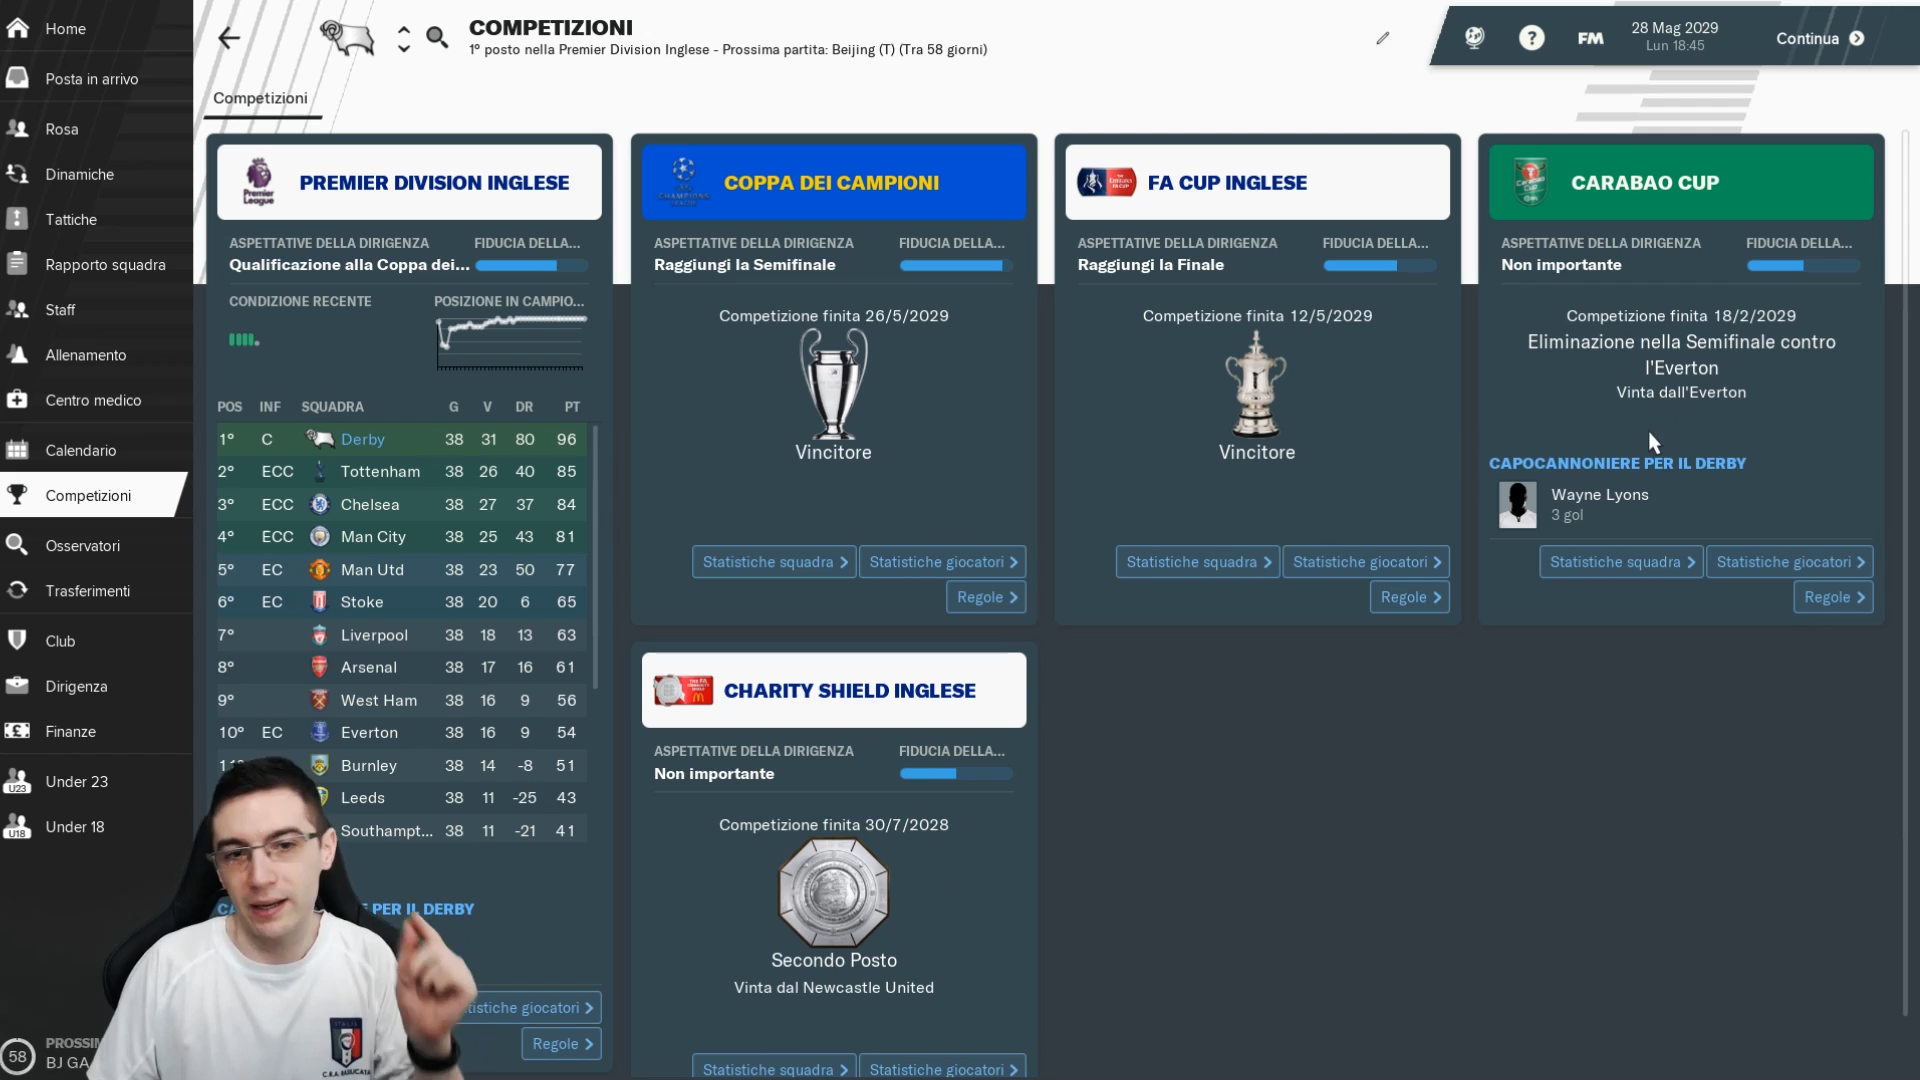 Home
Posta in arrivo
Rosa
Dinamiche
Tattiche
Rapporto squadra
Staff
Allenamento
Centro medico
Calendario
Competizioni
Osservatori
Trasferimenti
Club
Dirigenza
Finanze
U23 Under 23
U18 Under 18
58
BJ GA
COMPETIZIONI
1° posto nella Premier Division Inglese - Prossima partita: Beijing (T) (Tra 58 giorni)
FM
28 Mag 2029
Lun 18:45
Continua
Competizioni
Premier League
PREMIER DIVISION INGLESE
ASPETTATIVE DELLA DIRIGENZA FIDUCIA DELLA...
Qualificazione alla Coppa dei...
CONDIZIONE RECENTE POSIZIONE IN CAMPIO...
POS INF SQUADRA G V DR PT
1° C Derby 38 31 80 96
2° ECC Tottenham 38 26 40 85
3° ECC Chelsea 38 27 37 84
4° ECC Man City 38 25 43 81
5° EC Man Utd 38 23 50 77
6° EC Stoke 38 20 6 65
7° Liverpool 38 18 13 63
8° Arsenal 38 17 16 61
9° West Ham 38 16 9 56
10° EC Everton 38 16 9 54
Burnley 38 14 -8 51
Leeds 38 11 -25 43
Southampt... 38 11 -21 41
PER IL DERBY
giocatori
Regole
C.R.A. BASILICATA
COPPA DEI CAMPIONI
ASPETTATIVE DELLA DIRIGENZA FIDUCIA DELLA...
Raggiungi la Semifinale
Competizione finita 26/5/2029
Vincitore
Statistiche squadra Statistiche giocatori
Regole
FA CUP INGLESE
ASPETTATIVE DELLA DIRIGENZA FIDUCIA DELLA...
Raggiungi la Finale
Competizione finita 12/5/2029
Vincitore
Statistiche squadra Statistiche giocatori
Regole
CARABAO CUP
ASPETTATIVE DELLA DIRIGENZA FIDUCIA DELLA...
Non importante
Competizione finita 18/2/2029
Eliminazione nella Semifinale contro
l'Everton
Vinta dall'Everton
CAPOCANNONIERE PER IL DERBY
Wayne Lyons
3 gol
Statistiche squadra Statistiche giocatori
Regole
CHARITY SHIELD INGLESE
ASPETTATIVE DELLA DIRIGENZA FIDUCIA DELLA...
Non importante
Competizione finita 30/7/2028
Secondo Posto
Vinta dal Newcastle United
Statistiche squadra Statistiche giocatori